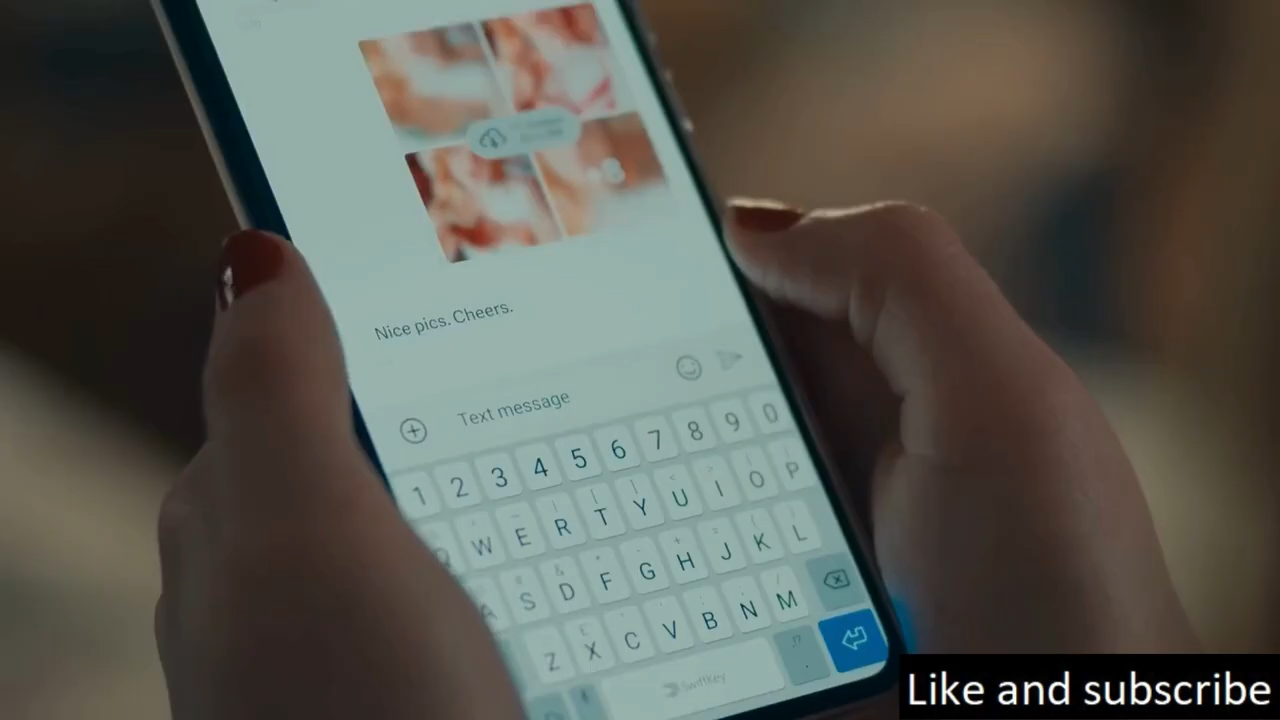 Nice pics. Cheers.
Text message
1 2 3 4 5 6 7 8 9 0
W E R T Y U I O P
A S D F G H J K L
Z X C V B N M
SwiftKey
Like and subscribe